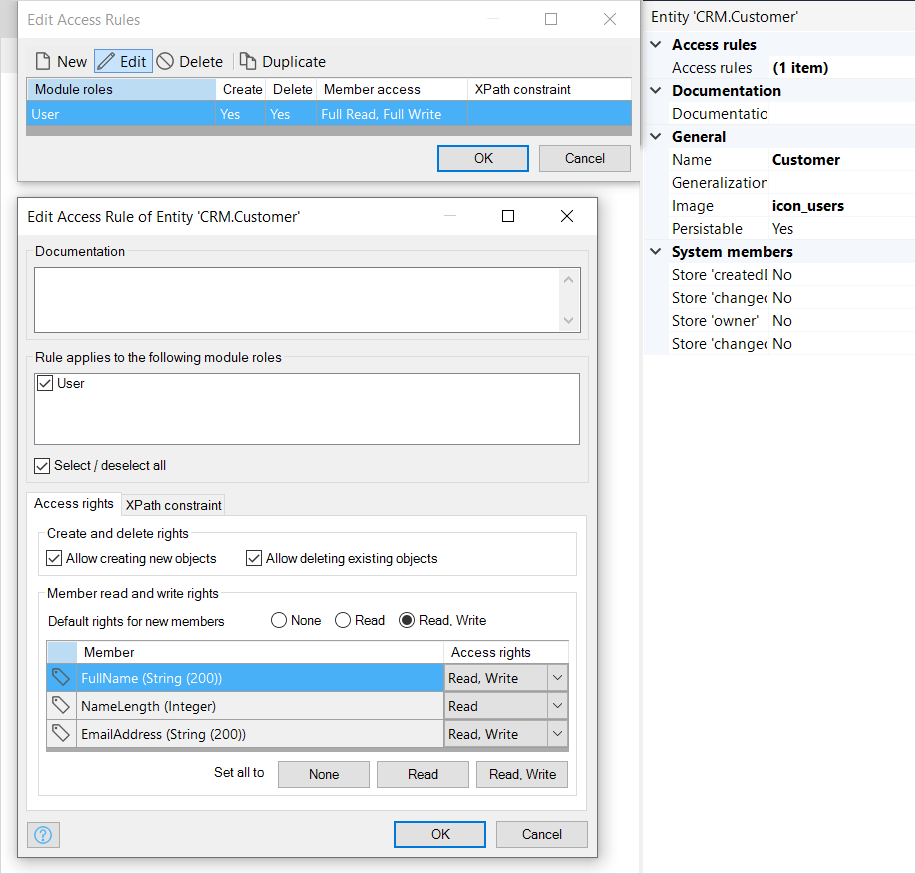 Edit Access Rules
New Edit Delete Duplicate
Module roles Create Delete Member access XPath constraint
User Yes Yes Full Read, Full Write
OK Cancel
Edit Access Rule of Entity 'CRM.Customer'
Documentation
Rule applies to the following module roles
User
Select / deselect all
Access rights XPath constraint
Create and delete rights
Allow creating new objects Allow deleting existing objects
Member read and write rights
Default rights for new members None Read Read, Write
Member Access rights
FullName (String (200)) Read, Write
NameLength (Integer) Read
EmailAddress (String (200)) Read, Write
Set all to None Read Read, Write
? OK Cancel
Entity 'CRM.Customer'
Access rules
Access rules (1 item)
Documentation
Documentatic
General
Name Customer
Generalization
Image icon_users
Persistable Yes
System members
Store 'created No
Store 'change No
Store 'owner' No
Store 'change No